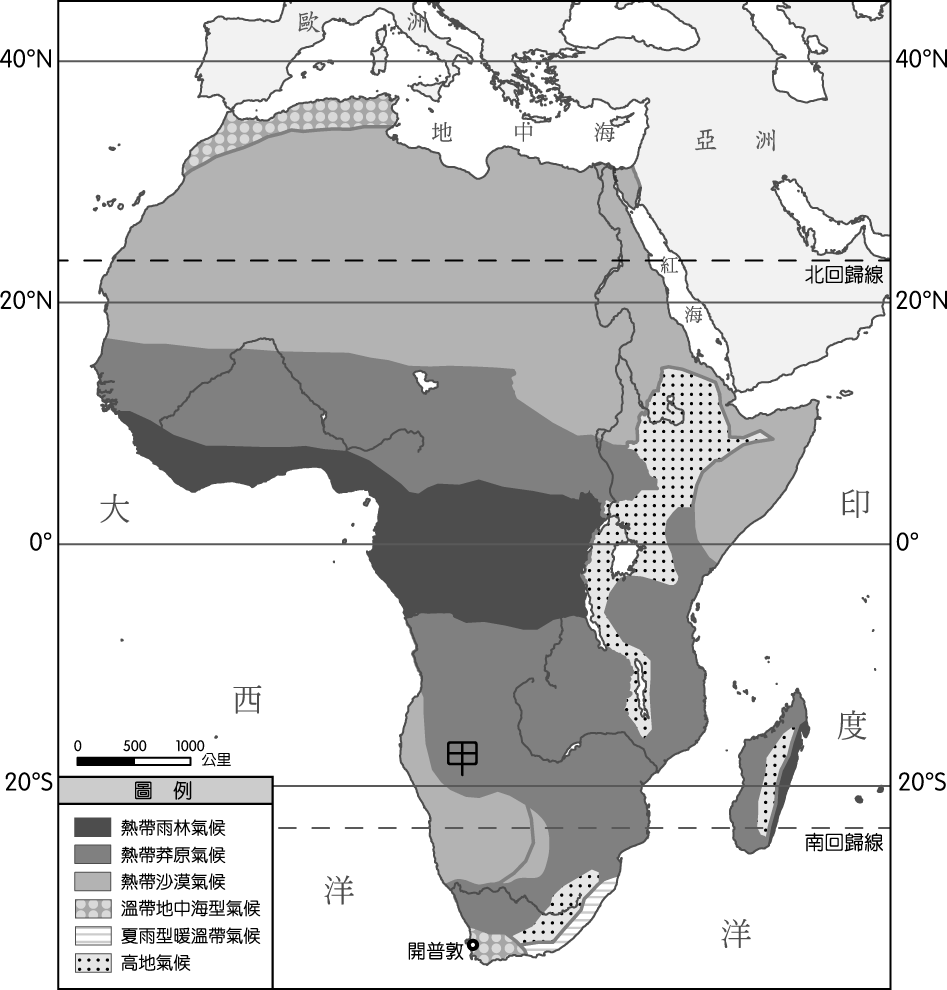 歐 洲
40°N 40°N
地 中 海
亞 洲
紅
海
北回歸線
20°N 20°N
大
西
洋
印
度
洋
0° 0°
甲
0 500 1000 公里
20°S 20°S
南回歸線
開普敦
圖 例
熱帶雨林氣候
熱帶莽原氣候
熱帶沙漠氣候
溫帶地中海型氣候
夏雨型暖溫帶氣候
高地氣候